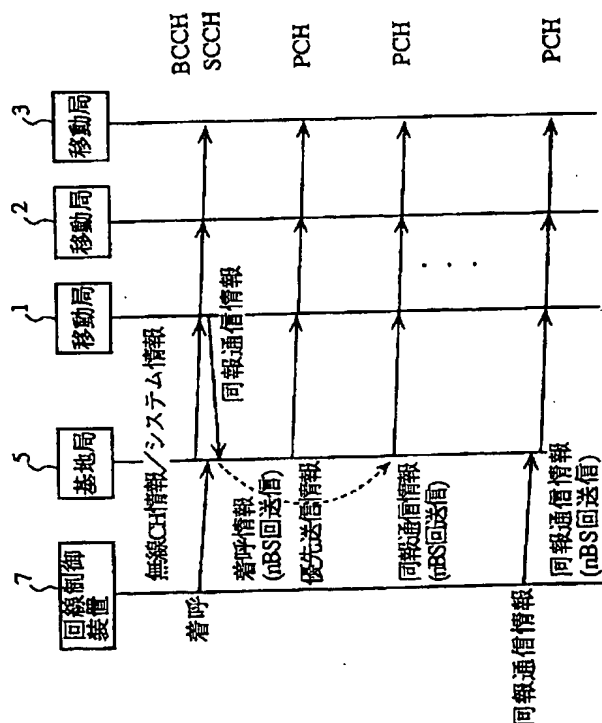 7
5
1
2
3
回線制御
装置
基地局
移動局
移動局
移動局
無線CH情報/システム情報
BCCH
SCCH
着呼
同報通信情報
着呼情報
(nBS回送信)
優先送信情報
PCH
同報通信情報
(nBS回送信)
PCH
. . .
同報通信情報
同報通信情報
(nBS回送信)
PCH